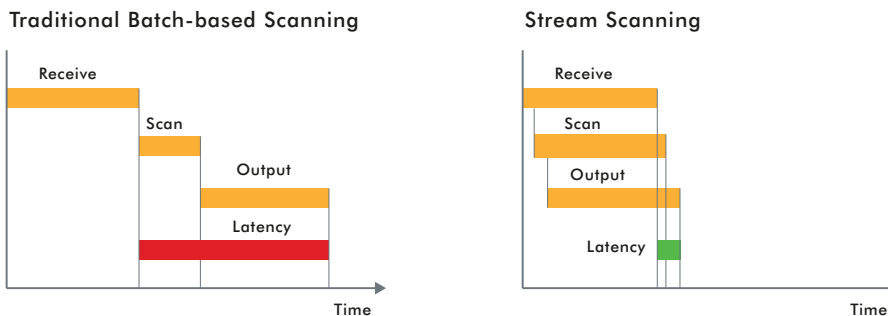 Traditional Batch-based Scanning
Receive
Scan
Output
Latency
Time
Stream Scanning
Receive
Scan
Output
Latency
Time